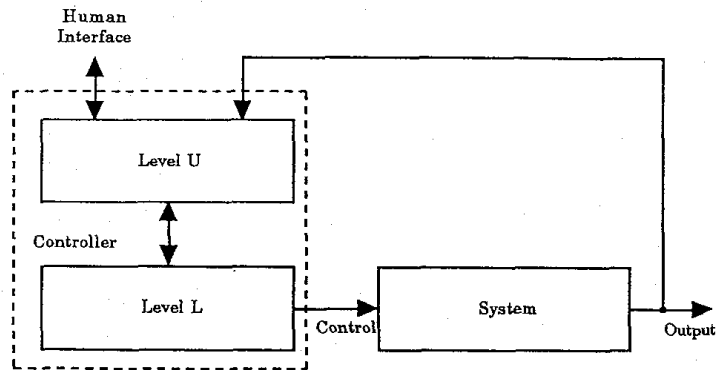 Human
Interface
Level U
Controller
Level L
Control
System
Output